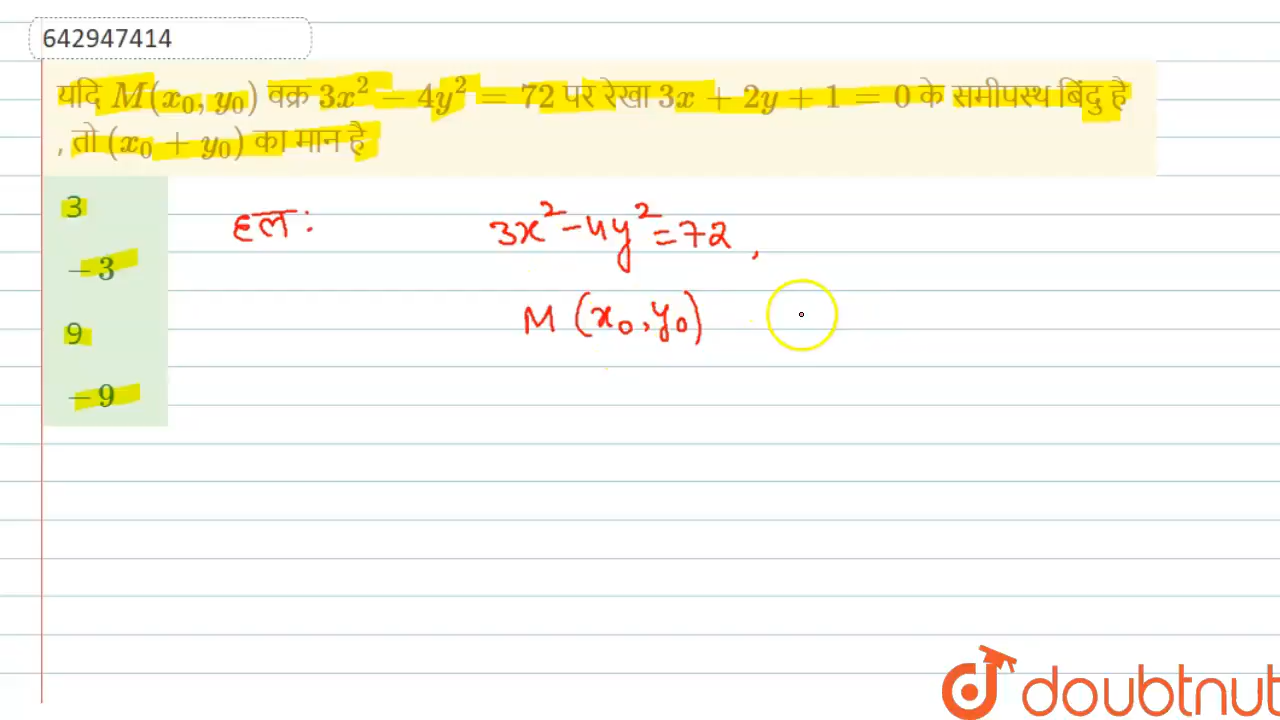 642947414
यदि M(x₀, y₀) वक्र 3x² − 4y² = 72 पर रेखा 3x + 2y + 1 = 0 के समीपस्थ बिंदु है
, तो (x₀ + y₀) का मान है
3
−3
9
−9
हल:
3x² − 4y² = 72 ,
M (x₀, y₀)
doubtnut